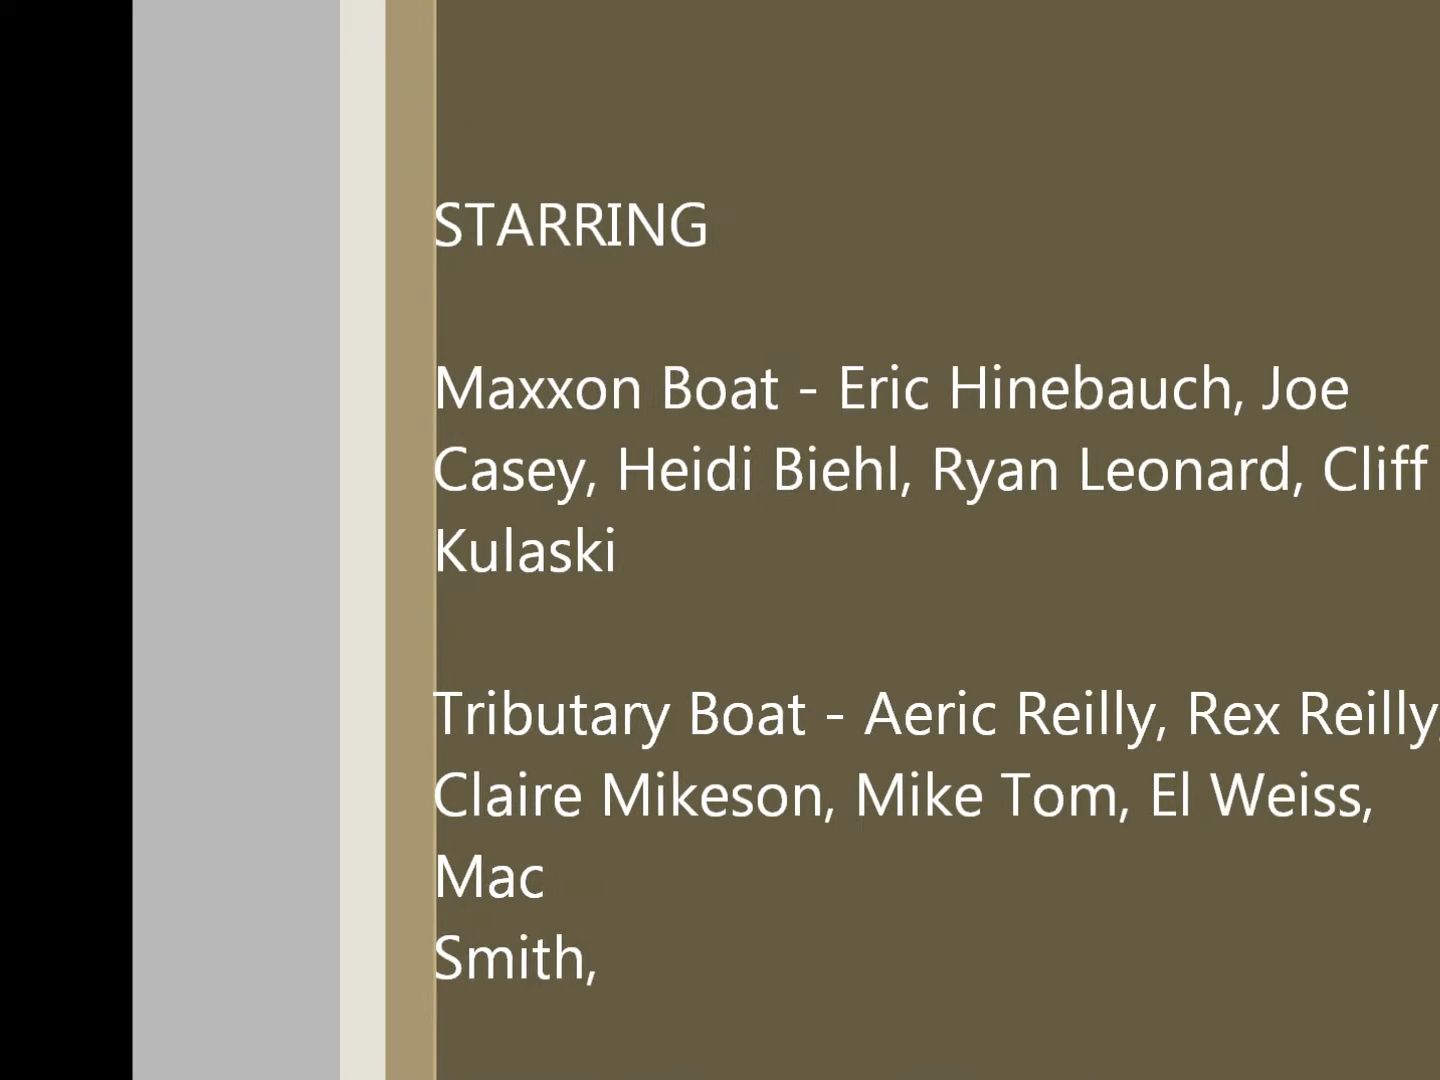 STARRING
Maxxon Boat - Eric Hinebauch, Joe
Casey, Heidi Biehl, Ryan Leonard, Cliff
Kulaski
Tributary Boat - Aeric Reilly, Rex Reilly,
Claire Mikeson, Mike Tom, El Weiss,
Mac
Smith,